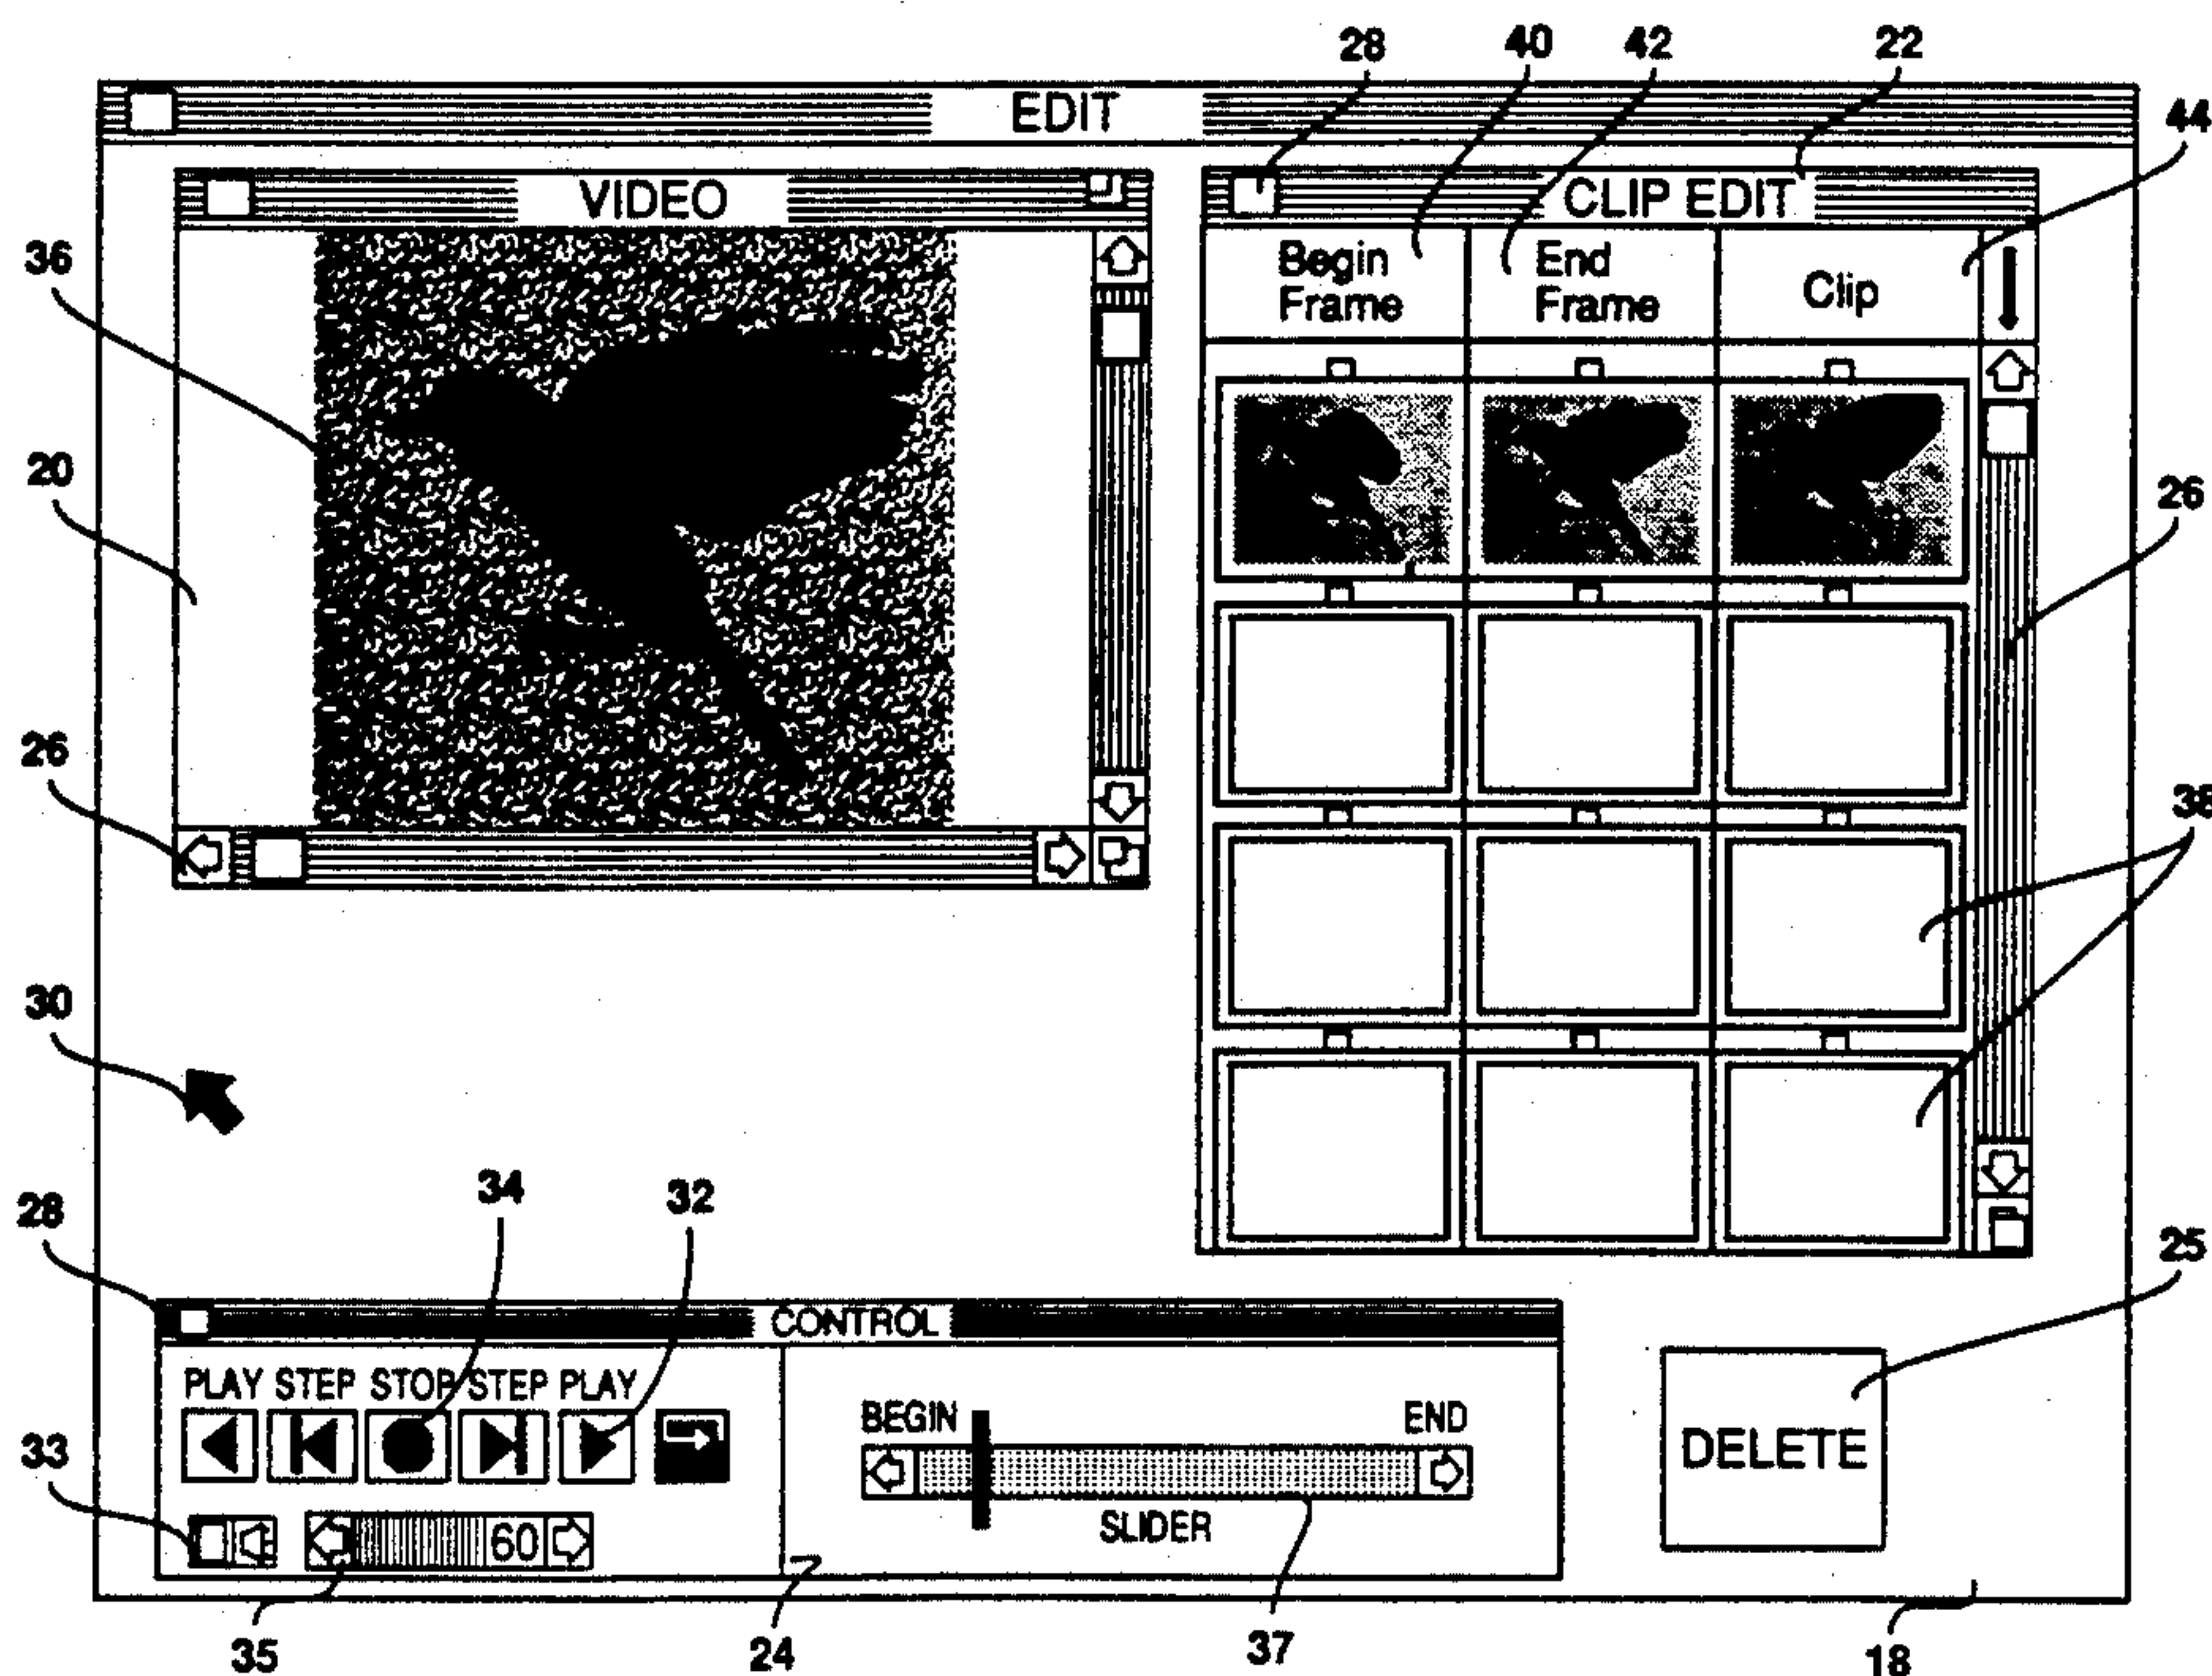 28 40 42 22
EDIT
44
VIDEO
CLIP EDIT
36
Begin
Frame
End
Frame
Clip
20
26
26
38
30
34 32
28
25
CONTROL
PLAY STEP STOP STEP PLAY
BEGIN END
DELETE
33
60
SLIDER
35 24 37 18